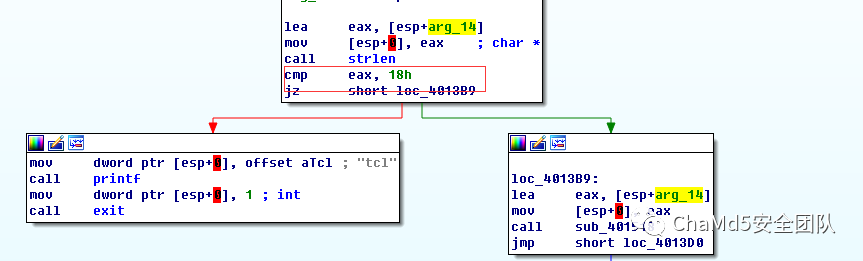 lea eax, [esp+arg_14]
mov [esp+0], eax ; char *
call strlen
cmp eax, 18h
jz short loc_4013B9
mov dword ptr [esp+0], offset aTcl ; "tcl"
call printf
mov dword ptr [esp+0], 1 ; int
call exit
loc_4013B9:
lea eax, [esp+arg_14]
mov [esp+0], eax
call
jmp short loc_4013D0
ChaMd5安全团队